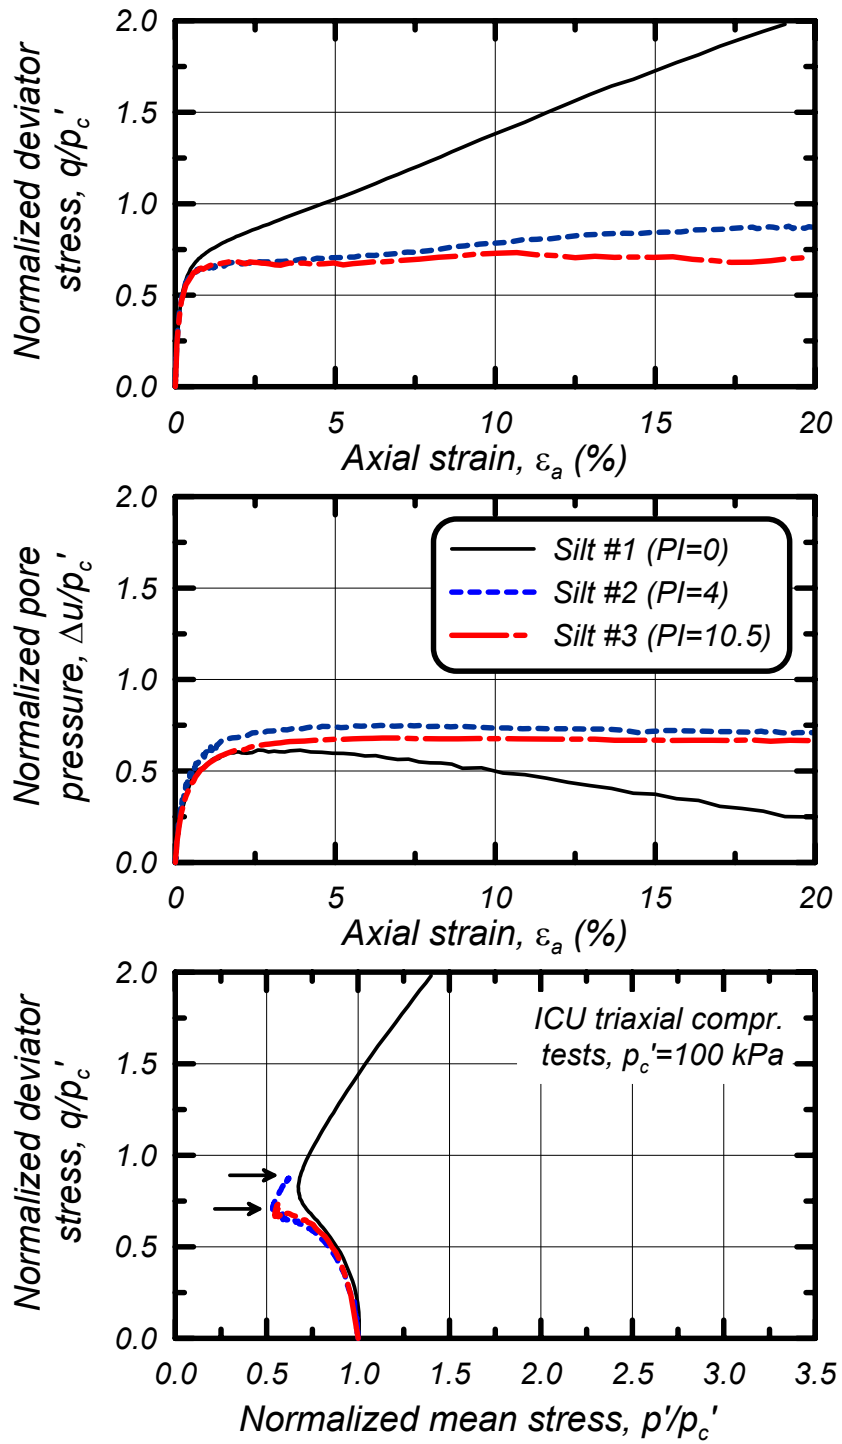 Normalized deviator
stress, q/pc'
2.0
1.5
1.0
0.5
0.0
0 5 10 15 20
Axial strain, εa (%)
Normalized pore
pressure, Δu/pc'
2.0
1.5
1.0
0.5
0.0
Silt #1 (PI=0)
Silt #2 (PI=4)
Silt #3 (PI=10.5)
0 5 10 15 20
Axial strain, εa (%)
Normalized deviator
stress, q/pc'
2.0
1.5
1.0
0.5
0.0
ICU triaxial compr.
tests, pc'=100 kPa
0.0 0.5 1.0 1.5 2.0 2.5 3.0 3.5
Normalized mean stress, p'/pc'